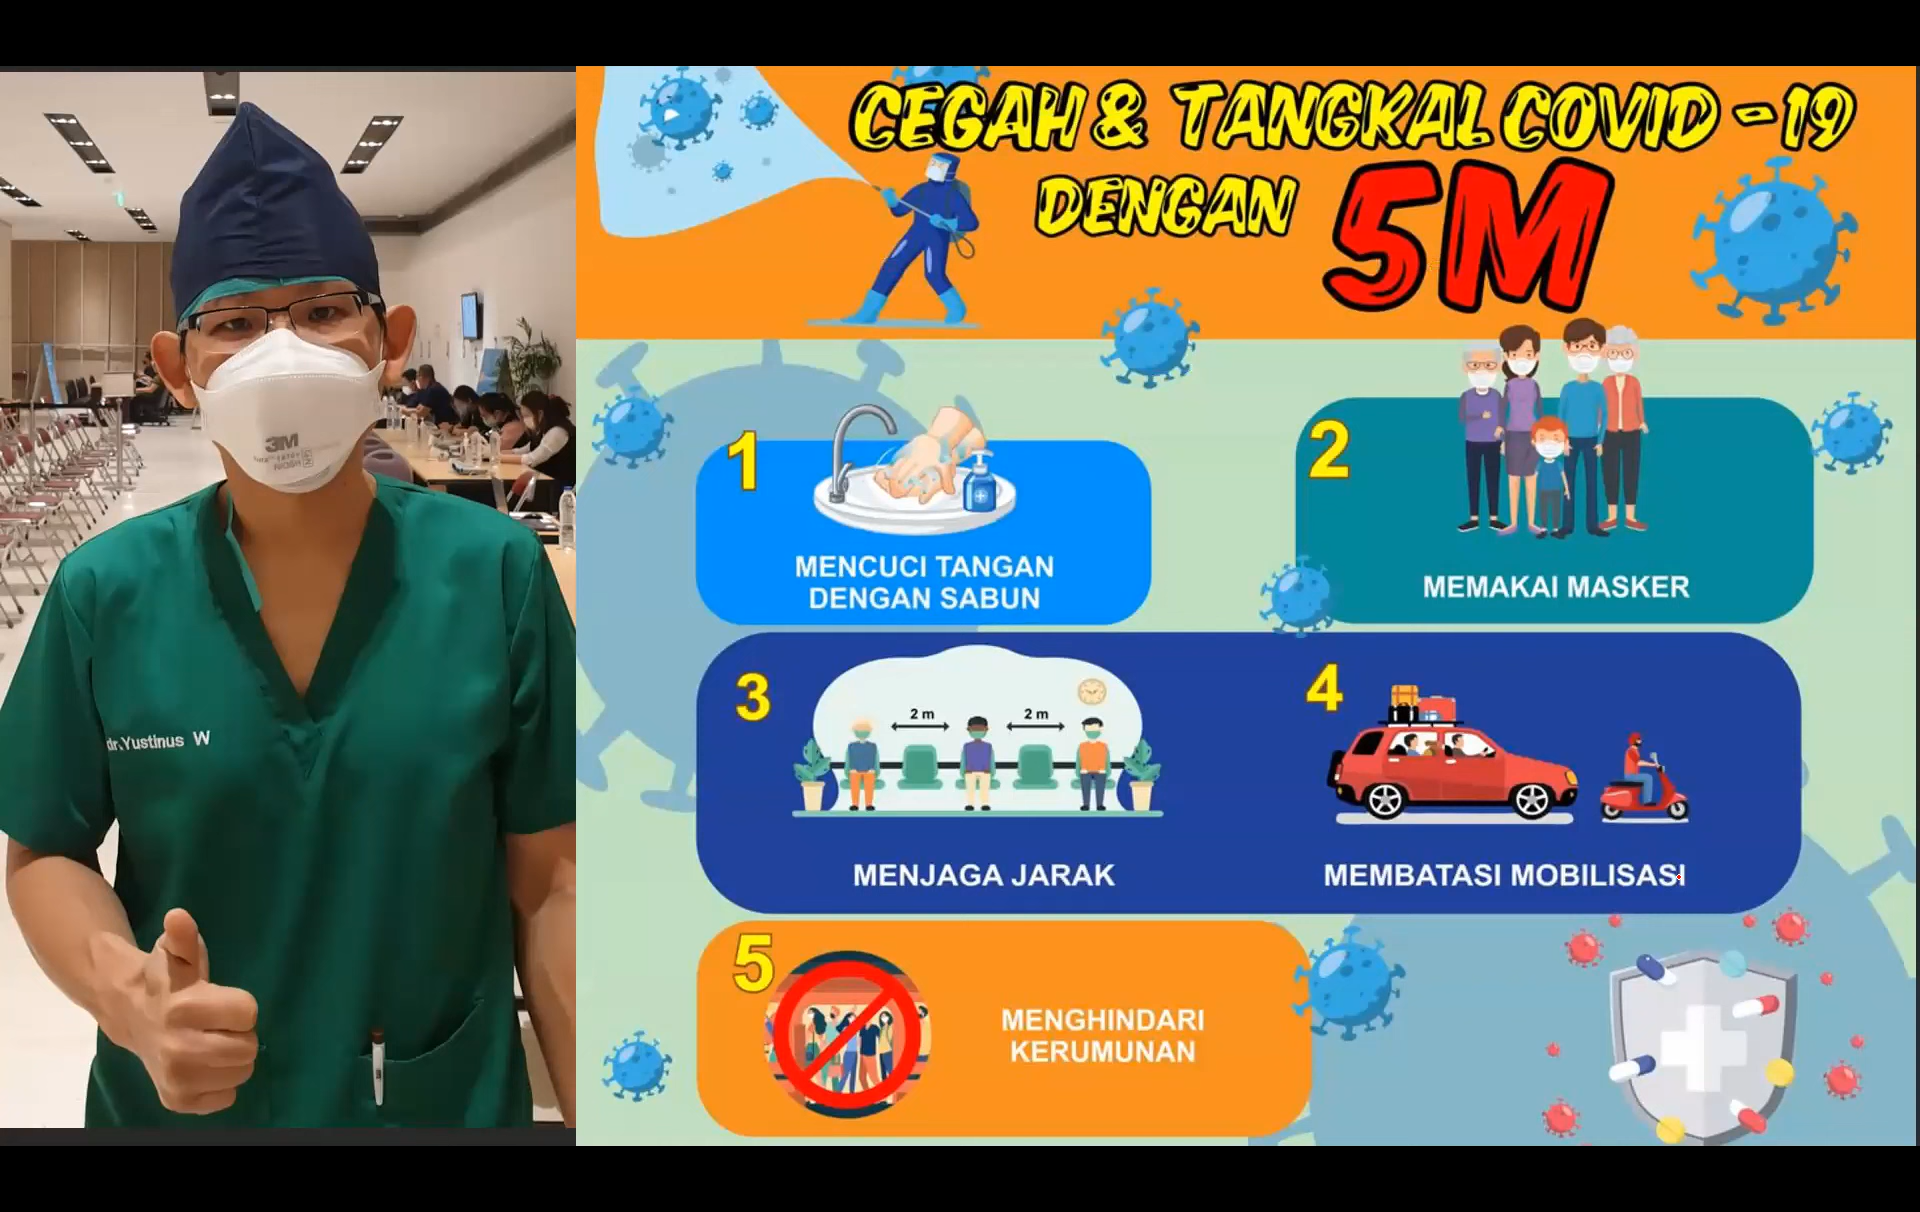 CEGAH & TANGKAL COVID -19
DENGAN 5M
1
MENCUCI TANGAN
DENGAN SABUN
2
MEMAKAI MASKER
3
2 m
2 m
MENJAGA JARAK
4
MEMBATASI MOBILISASI
5
MENGHINDARI
KERUMUNAN
3M
NIOSH
dr.Yustinus W